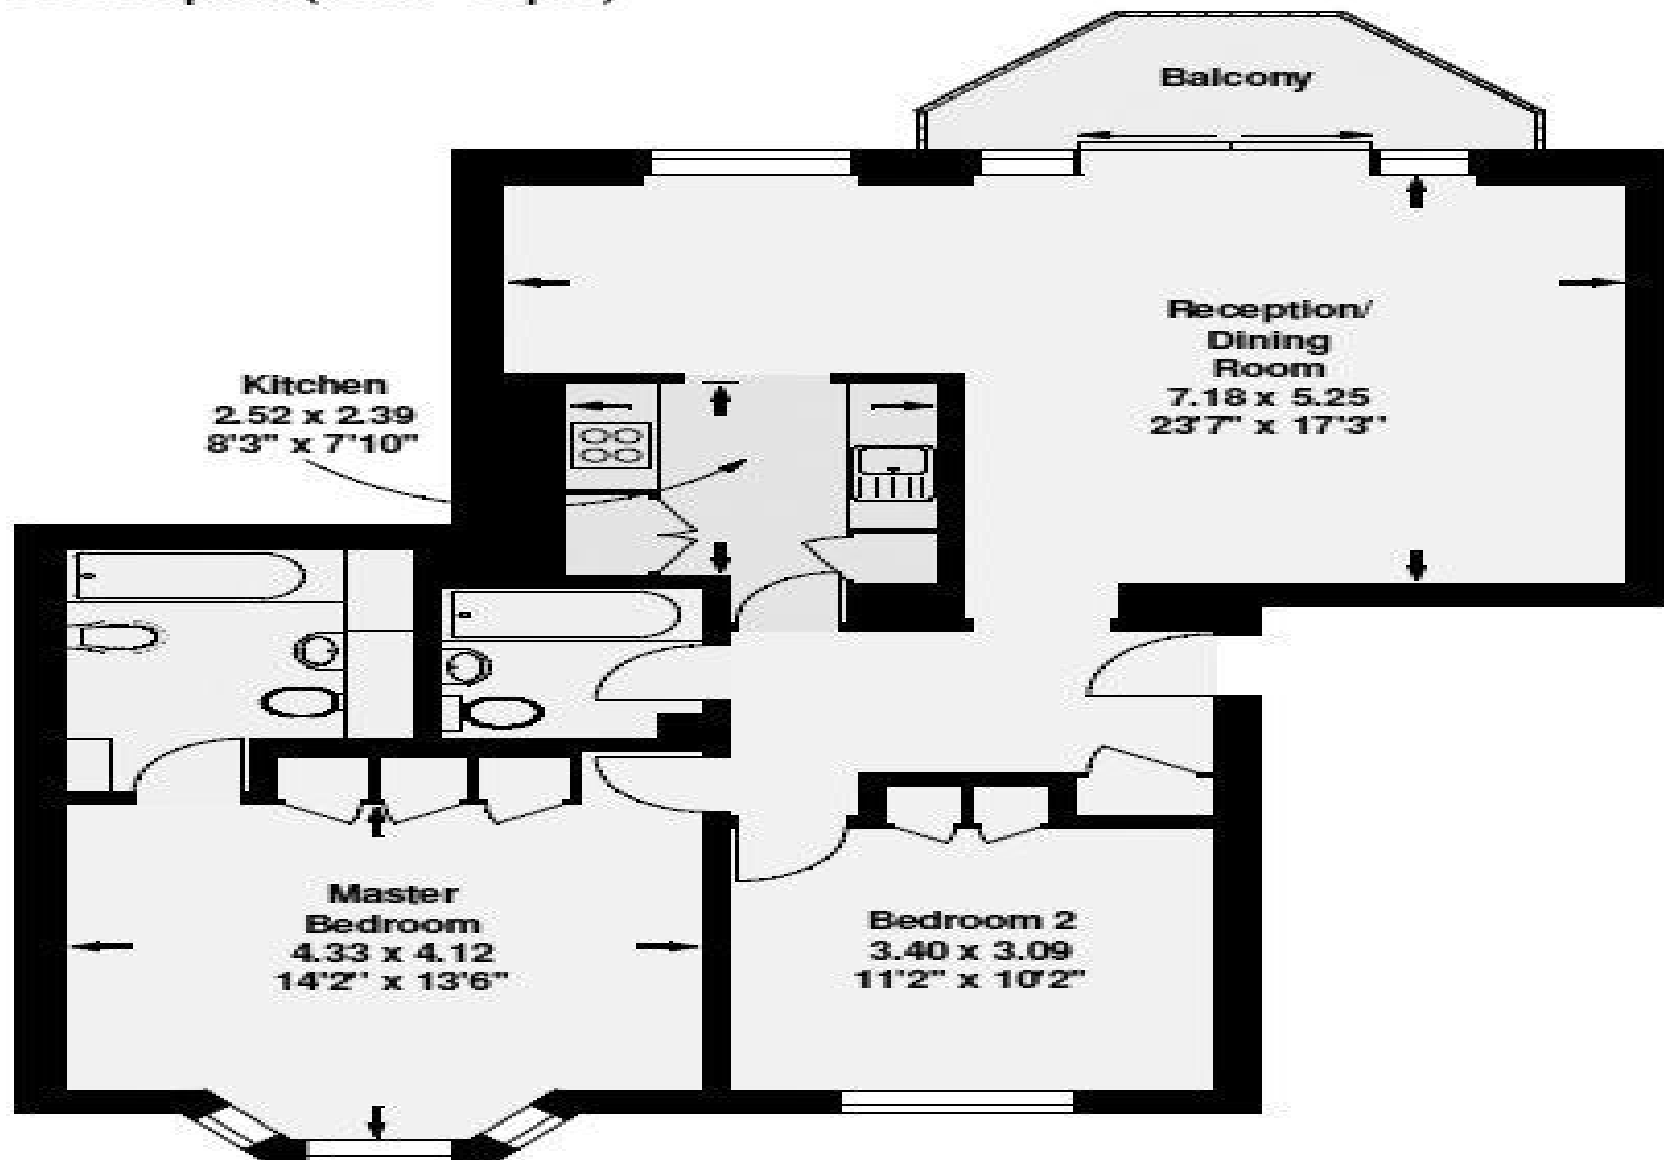 Balcony
Reception/
Dining
Room
7.18 x 5.25
23'7" x 17'3"
Kitchen
2.52 x 2.39
8'3" x 7'10"
Master
Bedroom
4.33 x 4.12
14'2" x 13'6"
Bedroom 2
3.40 x 3.09
11'2" x 10'2"